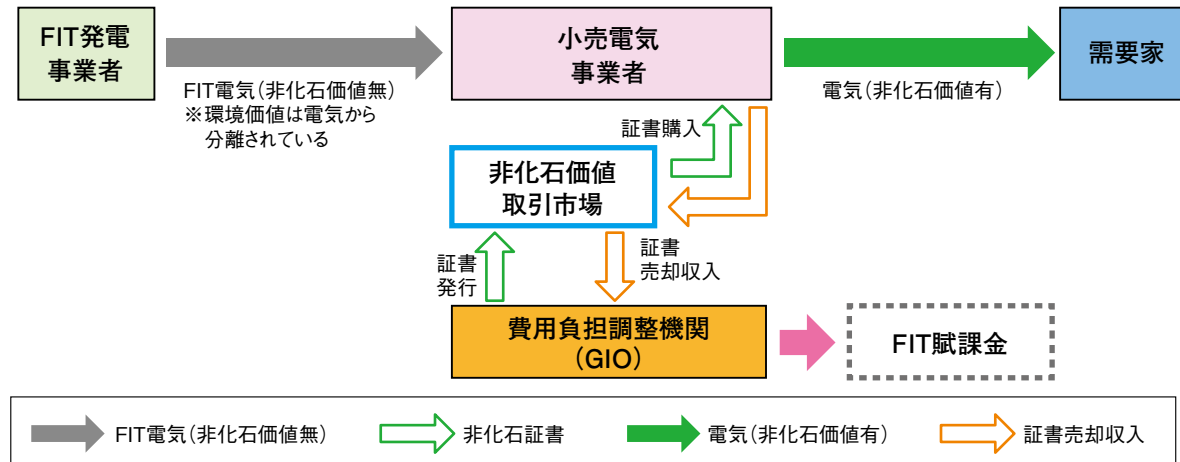 FIT発電
事業者
小売電気
事業者
需要家
FIT電気(非化石価値無)
※環境価値は電気から
分離されている
電気(非化石価値有)
証書購入
非化石価値
取引市場
証書
発行
証書
売却収入
費用負担調整機関
(GIO)
FIT賦課金
FIT電気(非化石価値無)
非化石証書
電気(非化石価値有)
証書売却収入